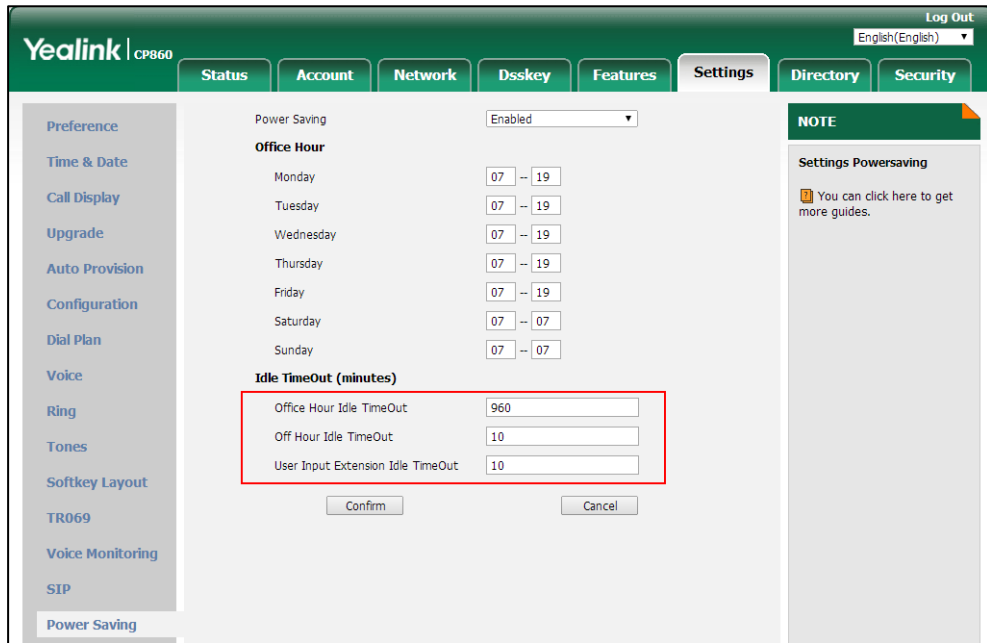 Log Out
English(English)
Yealink CP860
Status Account Network Dsskey Features Settings Directory Security
Preference
Time & Date
Call Display
Upgrade
Auto Provision
Configuration
Dial Plan
Voice
Ring
Tones
Softkey Layout
TR069
Voice Monitoring
SIP
Power Saving
Power Saving Enabled
Office Hour
Monday 07 -- 19
Tuesday 07 -- 19
Wednesday 07 -- 19
Thursday 07 -- 19
Friday 07 -- 19
Saturday 07 -- 07
Sunday 07 -- 07
Idle TimeOut (minutes)
Office Hour Idle TimeOut 960
Off Hour Idle TimeOut 10
User Input Extension Idle TimeOut 10
Confirm Cancel
NOTE
Settings Powersaving
You can click here to get
more guides.